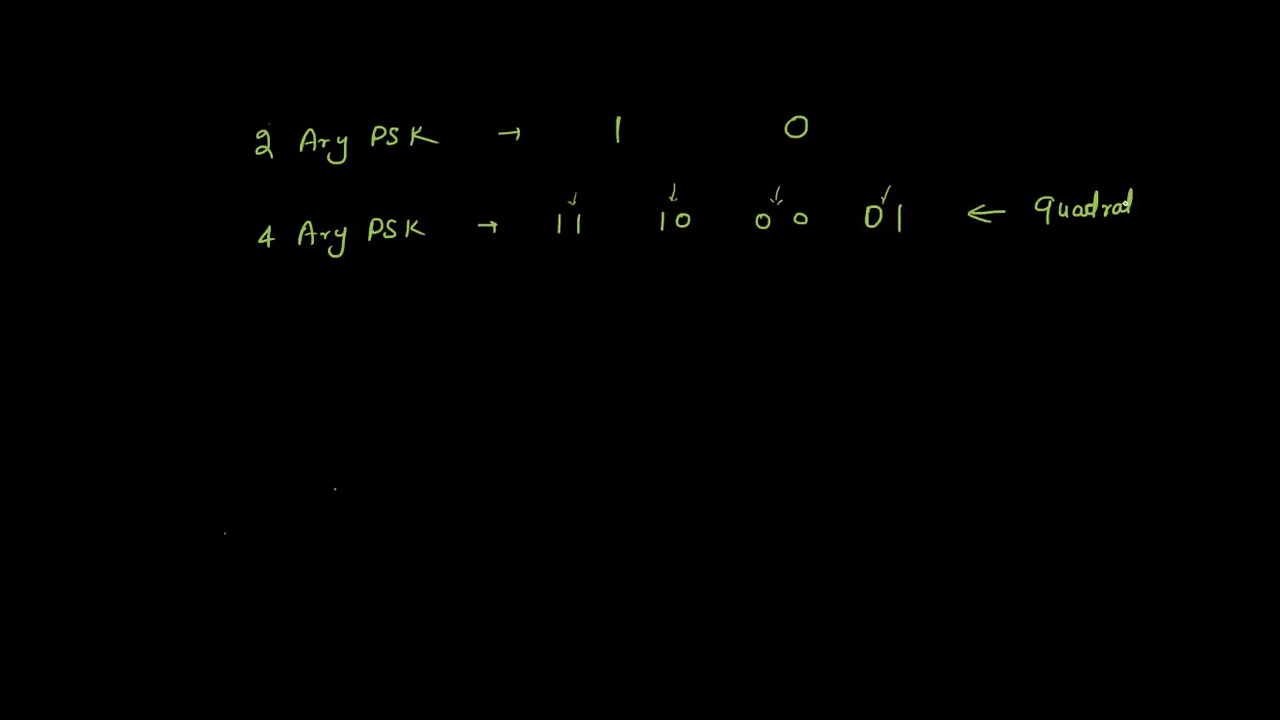 2 Ary PSK → 1 0
4 Ary PSK → 11 10 00 01 ← Quadrat